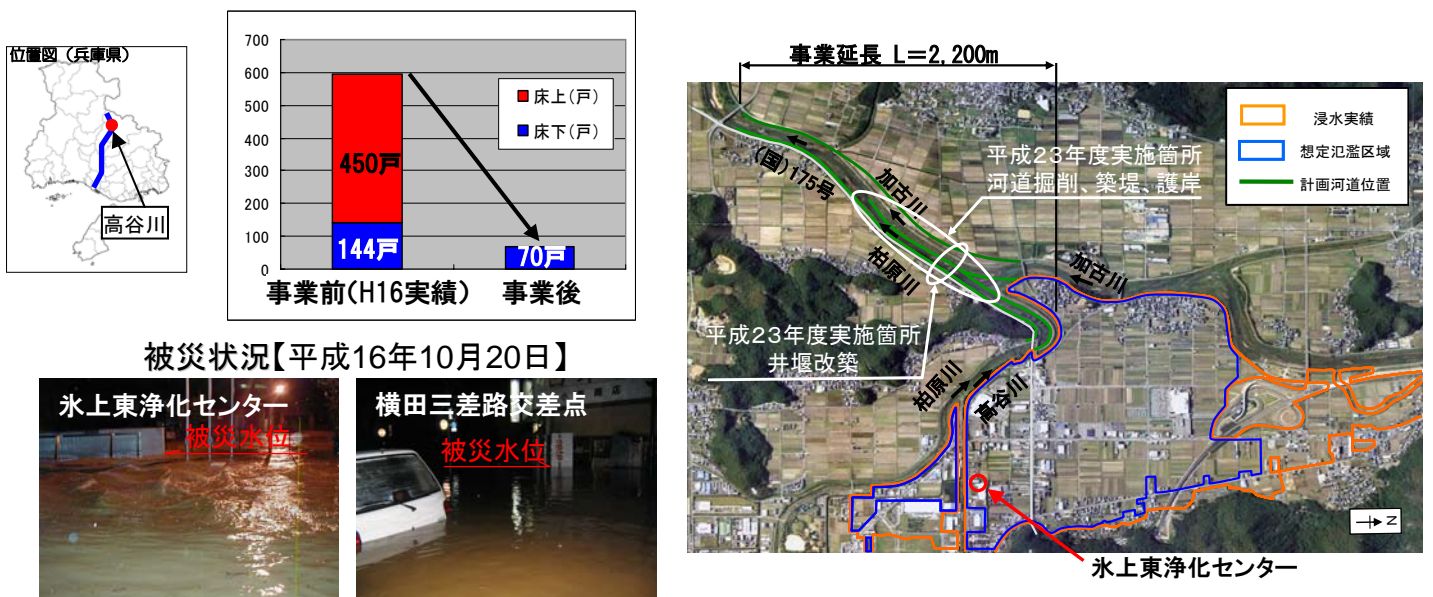 位置図（兵庫県）
高谷川
700
600
500
400
300
200
100
0
床上（戸）
床下（戸）
450戸
144戸
70戸
事業前(H16実績）
事業後
被災状況【平成16年10月20日】
氷上東浄化センター
被災水位
横田三差路交差点
被災水位
事業延長 L＝2,200m
浸水実績
想定氾濫区域
計画河道位置
平成２３年度実施箇所
河道掘削、築堤、護岸
(国)175号
加古川
柏原川
加古川
平成２３年度実施箇所
井堰改築
柏原川
高谷川
N
氷上東浄化センター